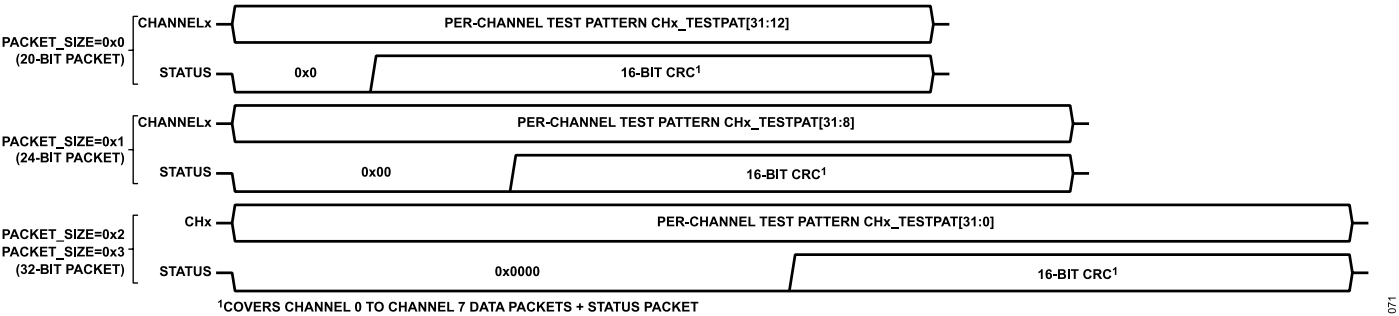 CHANNELx
PER-CHANNEL TEST PATTERN CHx_TESTPAT[31:12]
PACKET_SIZE=0x0
(20-BIT PACKET)
STATUS
0x0
16-BIT CRC1
CHANNELx
PER-CHANNEL TEST PATTERN CHx_TESTPAT[31:8]
PACKET_SIZE=0x1
(24-BIT PACKET)
STATUS
0x00
16-BIT CRC1
CHx
PER-CHANNEL TEST PATTERN CHx_TESTPAT[31:0]
PACKET_SIZE=0x2
PACKET_SIZE=0x3
(32-BIT PACKET)
STATUS
0x0000
16-BIT CRC1
1COVERS CHANNEL 0 TO CHANNEL 7 DATA PACKETS + STATUS PACKET
071